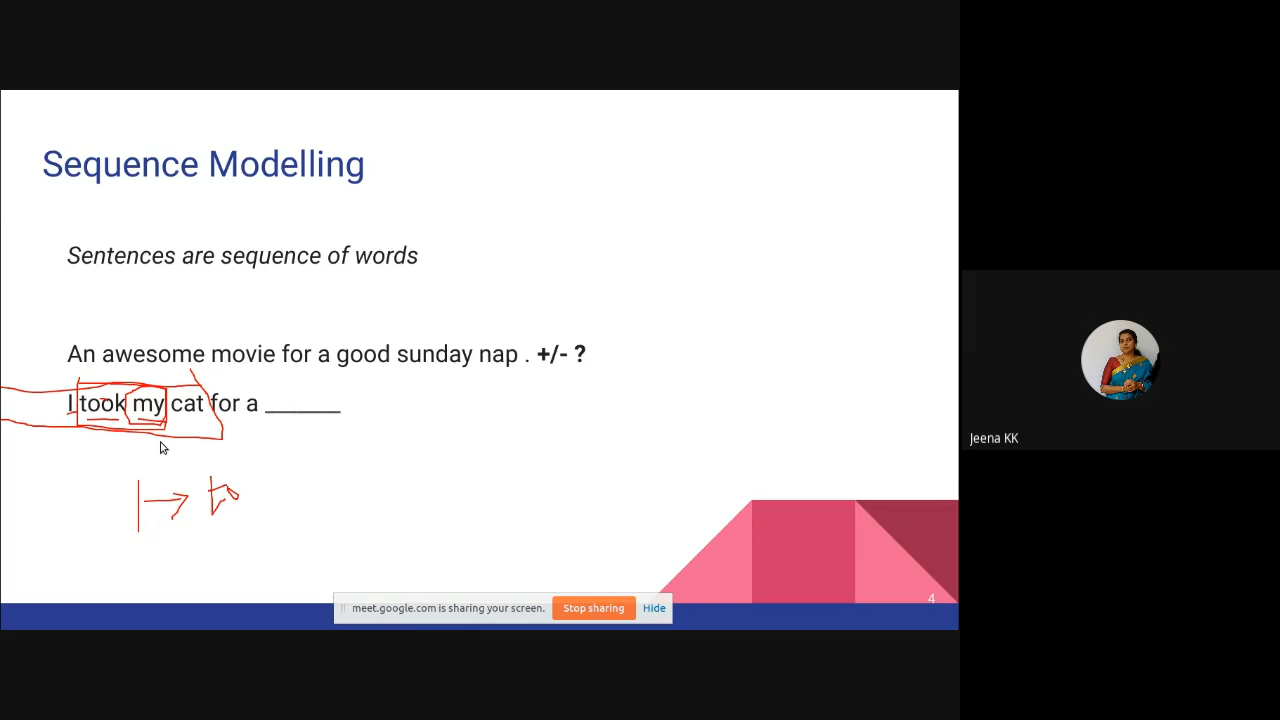 Sequence Modelling
Sentences are sequence of words
An awesome movie for a good sunday nap . +/- ?
I took my cat for a ______
Jeena KK
4
meet.google.com is sharing your screen. Stop sharing Hide